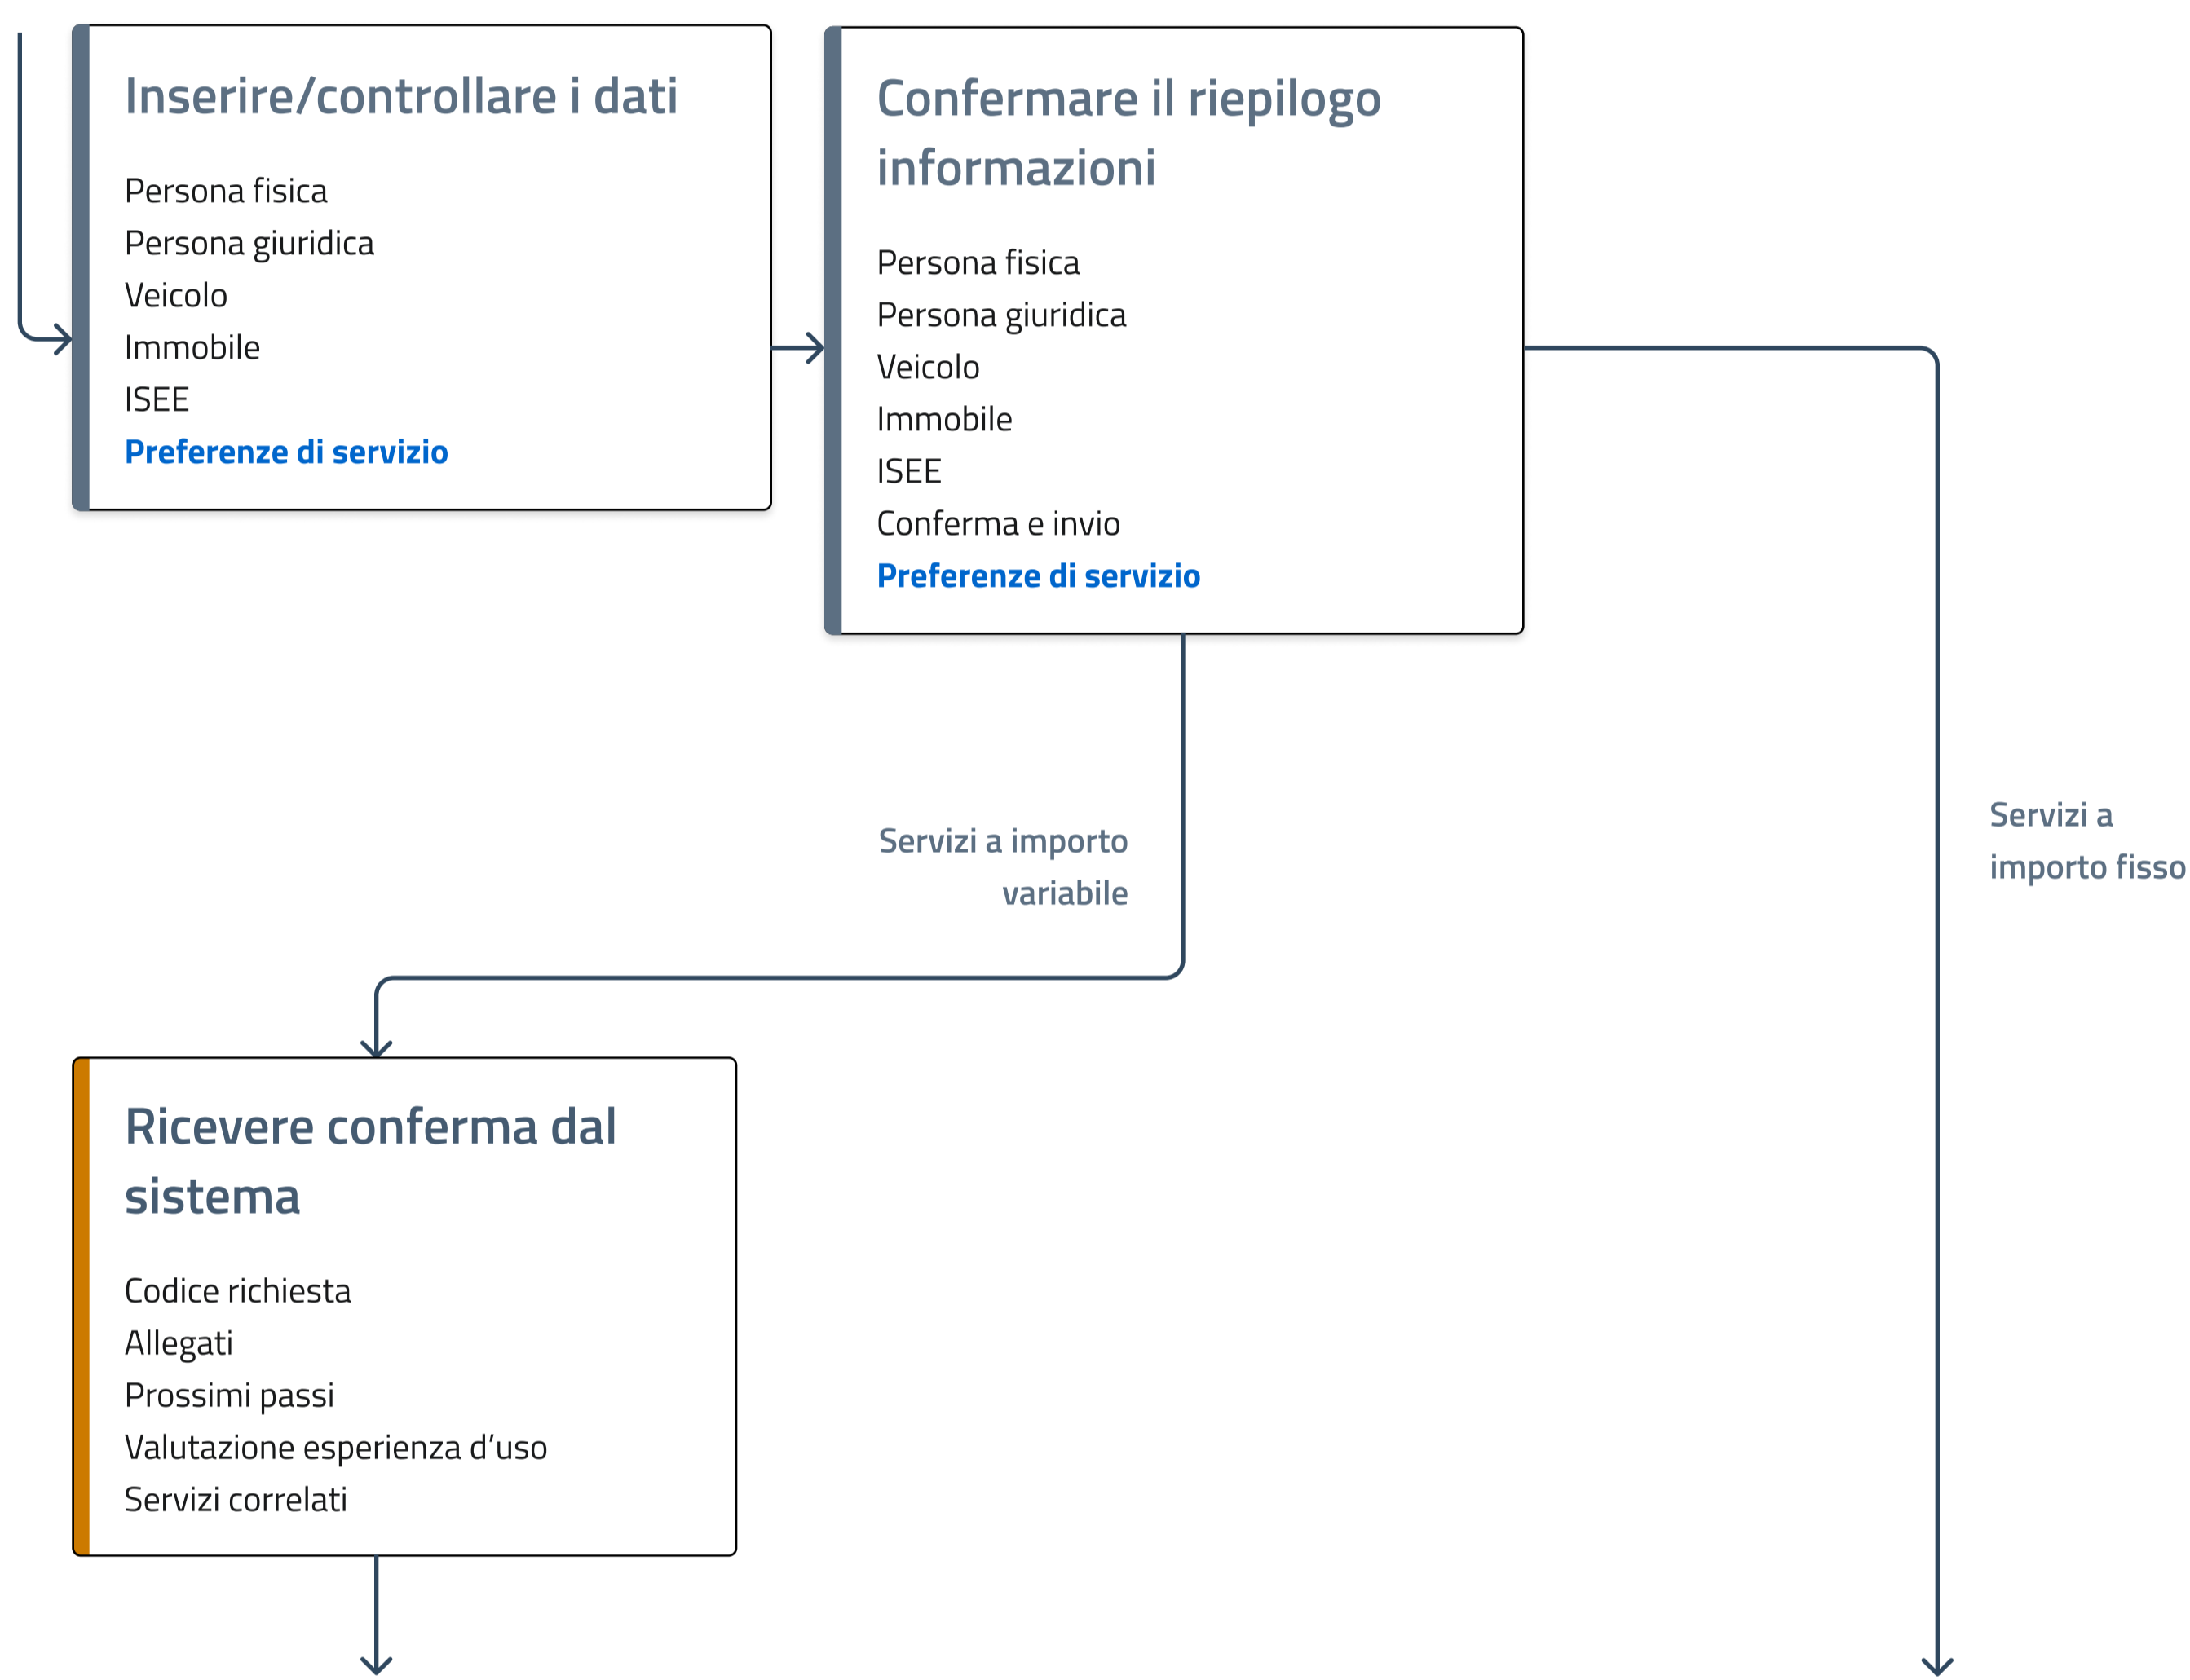 Inserire/controllare i dati
Persona fisica
Persona giuridica
Veicolo
Immobile
ISEE
Preferenze di servizio
Confermare il riepilogo
informazioni
Persona fisica
Persona giuridica
Veicolo
Immobile
ISEE
Conferma e invio
Preferenze di servizio
Servizi a importo
variabile
Servizi a
importo fisso
Ricevere conferma dal
sistema
Codice richiesta
Allegati
Prossimi passi
Valutazione esperienza d’uso
Servizi correlati